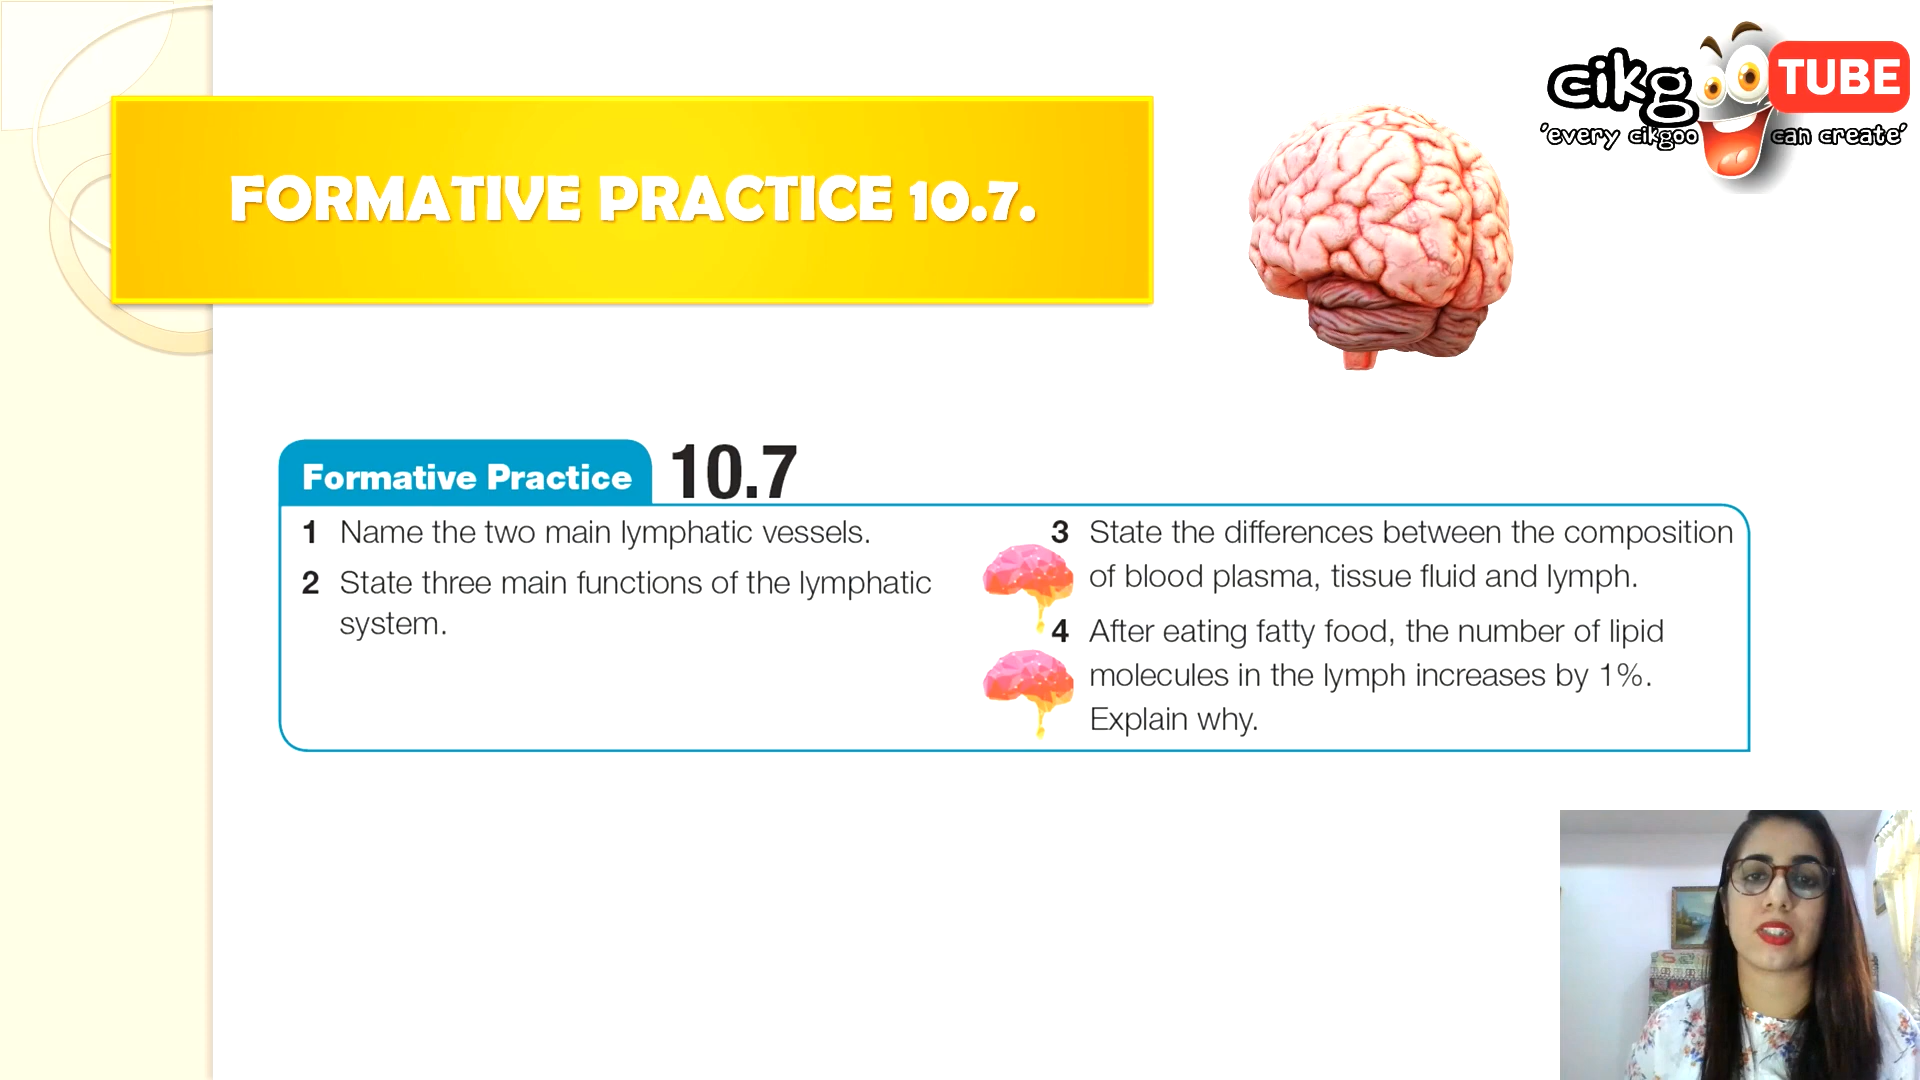 cikgOO TUBE
'every cikgoo can create'
FORMATIVE PRACTICE 10.7.
Formative Practice 10.7
1 Name the two main lymphatic vessels.
2 State three main functions of the lymphatic
system.
3 State the differences between the composition
of blood plasma, tissue fluid and lymph.
4 After eating fatty food, the number of lipid
molecules in the lymph increases by 1%.
Explain why.